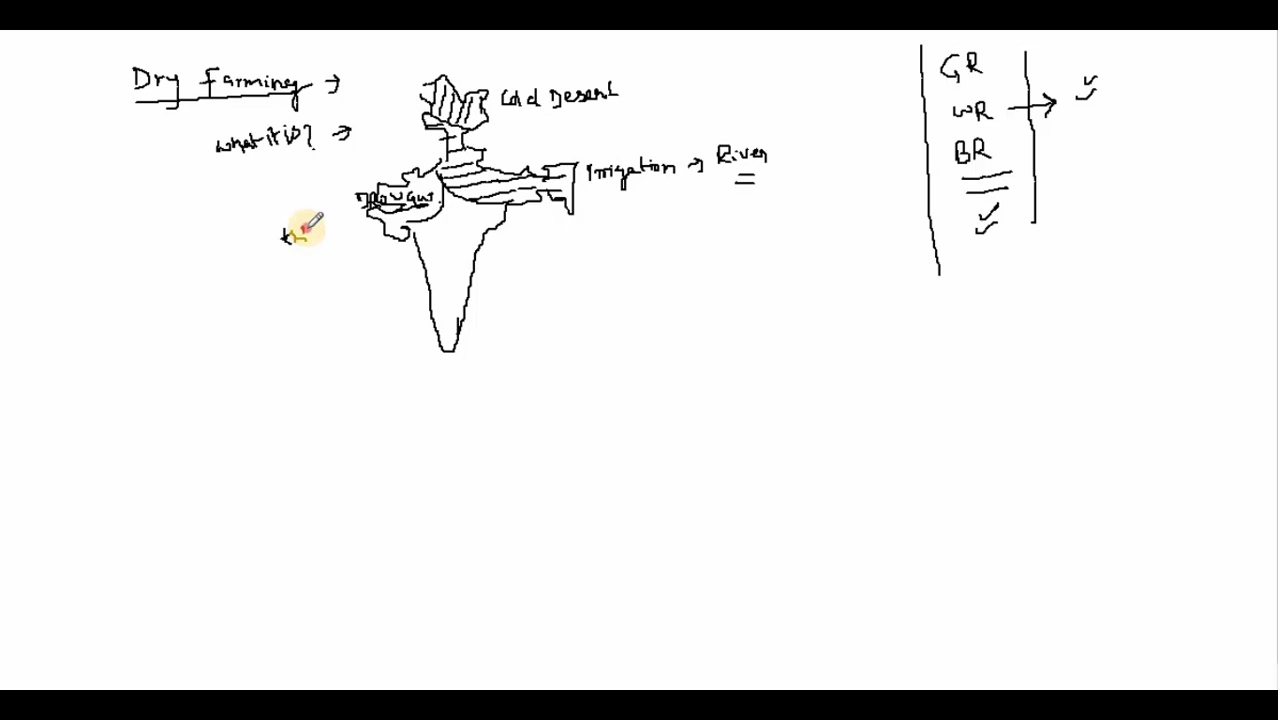 Dry Farming →
what it is? →
Cold Desert
Irrigation → River
GR
WR →
BR